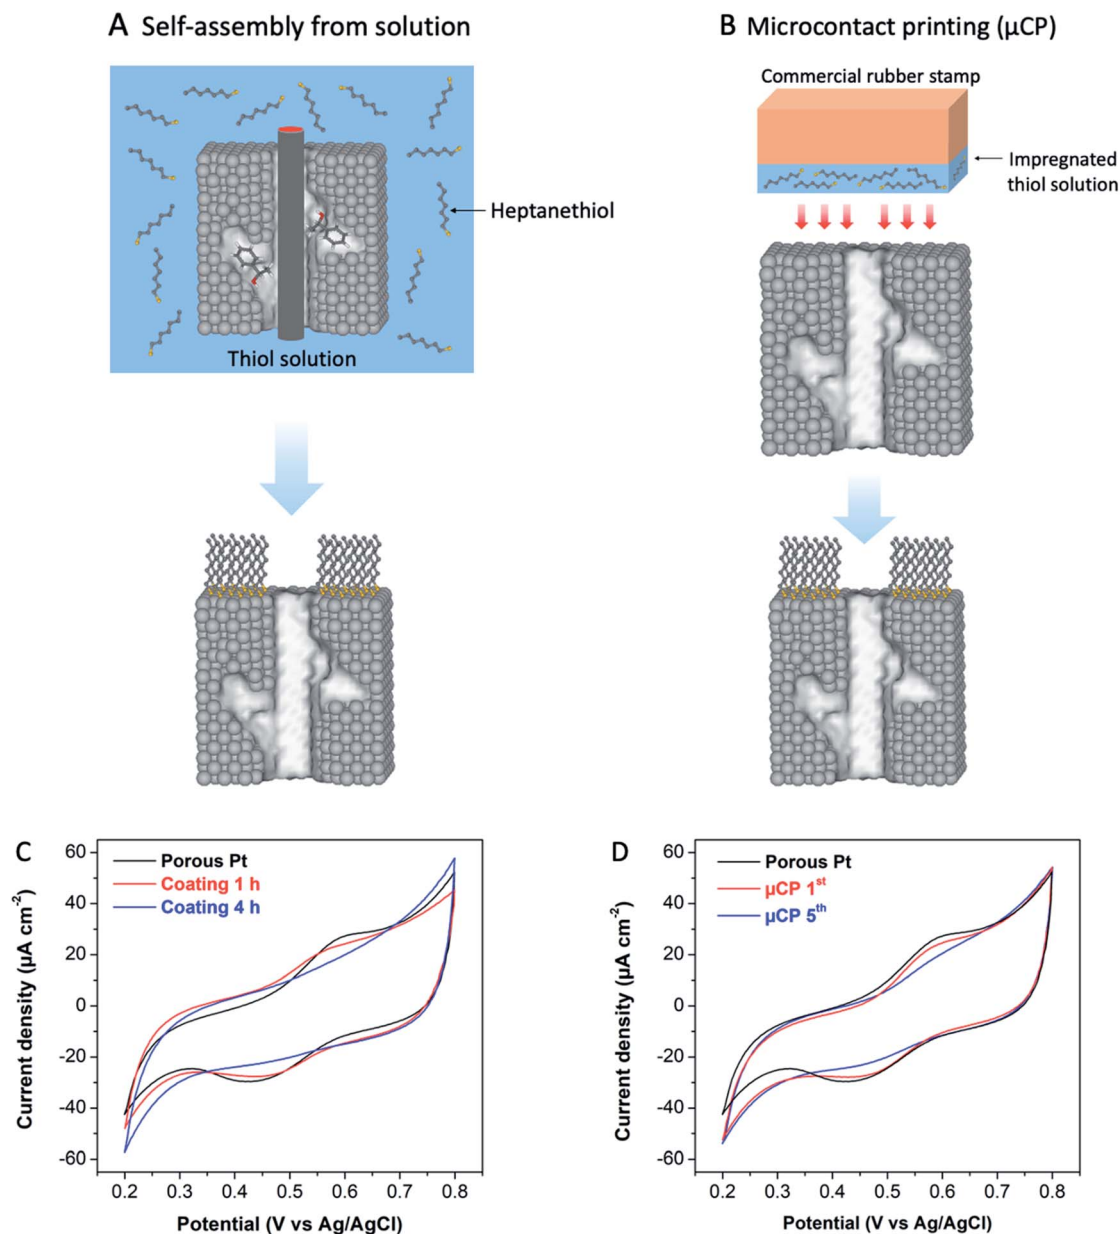 A Self-assembly from solution
Heptanethiol
Thiol solution
B Microcontact printing (μCP)
Commercial rubber stamp
Impregnated
thiol solution
C
Porous Pt
Coating 1 h
Coating 4 h
Current density (μA cm⁻²)
60
40
20
0
-20
-40
-60
0.2 0.3 0.4 0.5 0.6 0.7 0.8
Potential (V vs Ag/AgCl)
D
Porous Pt
μCP 1ˢᵗ
μCP 5ᵗʰ
Current density (μA cm⁻²)
60
40
20
0
-20
-40
-60
0.2 0.3 0.4 0.5 0.6 0.7 0.8
Potential (V vs Ag/AgCl)